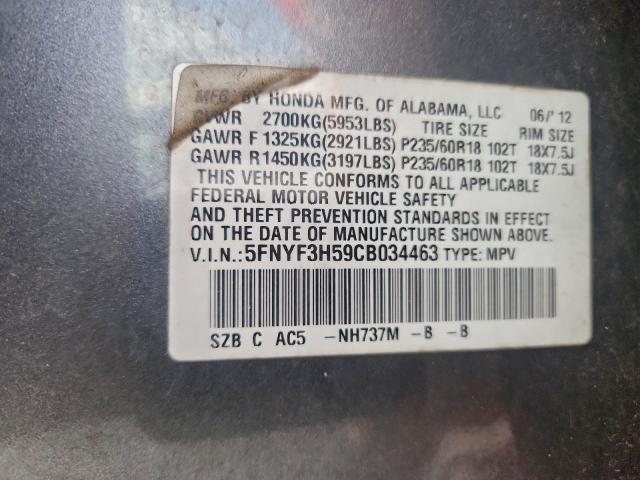 MFG. BY HONDA MFG. OF ALABAMA, LLC 06/'12
GVWR 2700KG(5953LBS) TIRE SIZE RIM SIZE
GAWR F 1325KG(2921LBS) P235/60R18 102T 18X7.5J
GAWR R1450KG(3197LBS) P235/60R18 102T 18X7.5J
THIS VEHICLE CONFORMS TO ALL APPLICABLE
FEDERAL MOTOR VEHICLE SAFETY
AND THEFT PREVENTION STANDARDS IN EFFECT
ON THE DATE OF MANUFACTURE SHOWN ABOVE.
V.I.N.:5FNYF3H59CB034463 TYPE: MPV
SZB C AC5 -NH737M -B -B